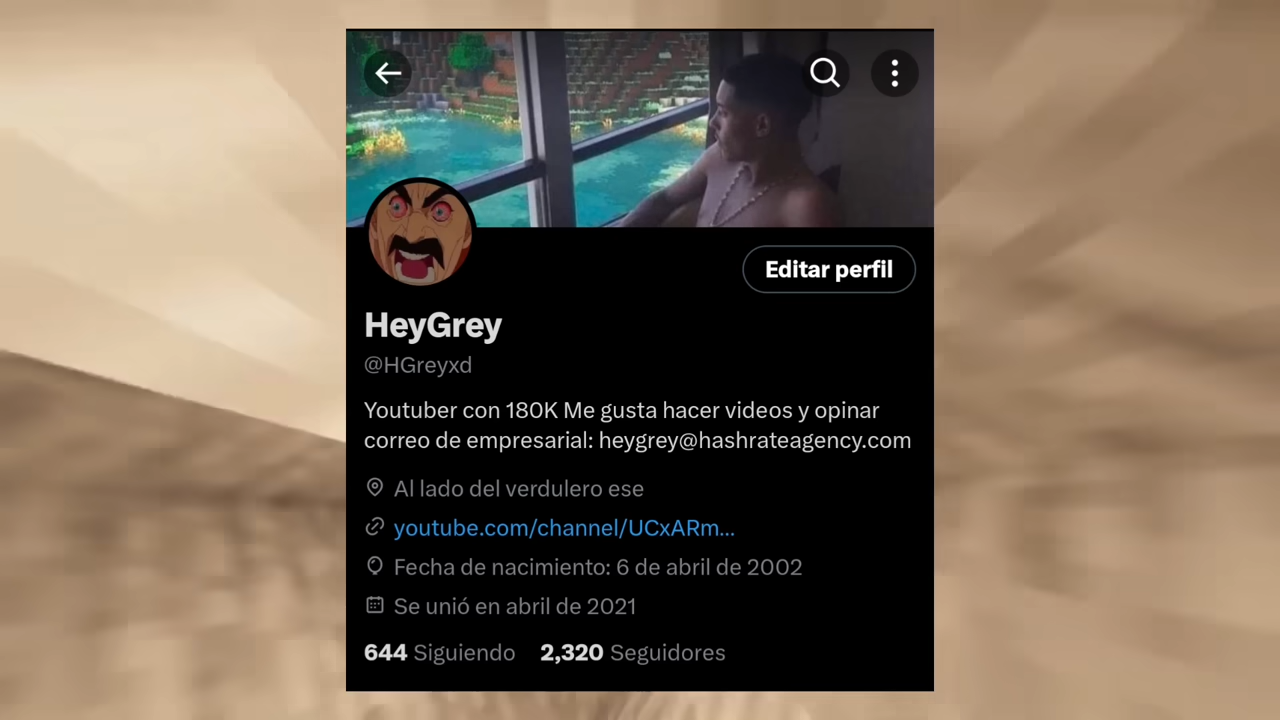 Editar perfil
HeyGrey
@HGreyxd
Youtuber con 180K Me gusta hacer videos y opinar
correo de empresarial: heygrey@hashrateagency.com
Al lado del verdulero ese
youtube.com/channel/UCxARm...
Fecha de nacimiento: 6 de abril de 2002
Se unió en abril de 2021
644 Siguiendo 2,320 Seguidores